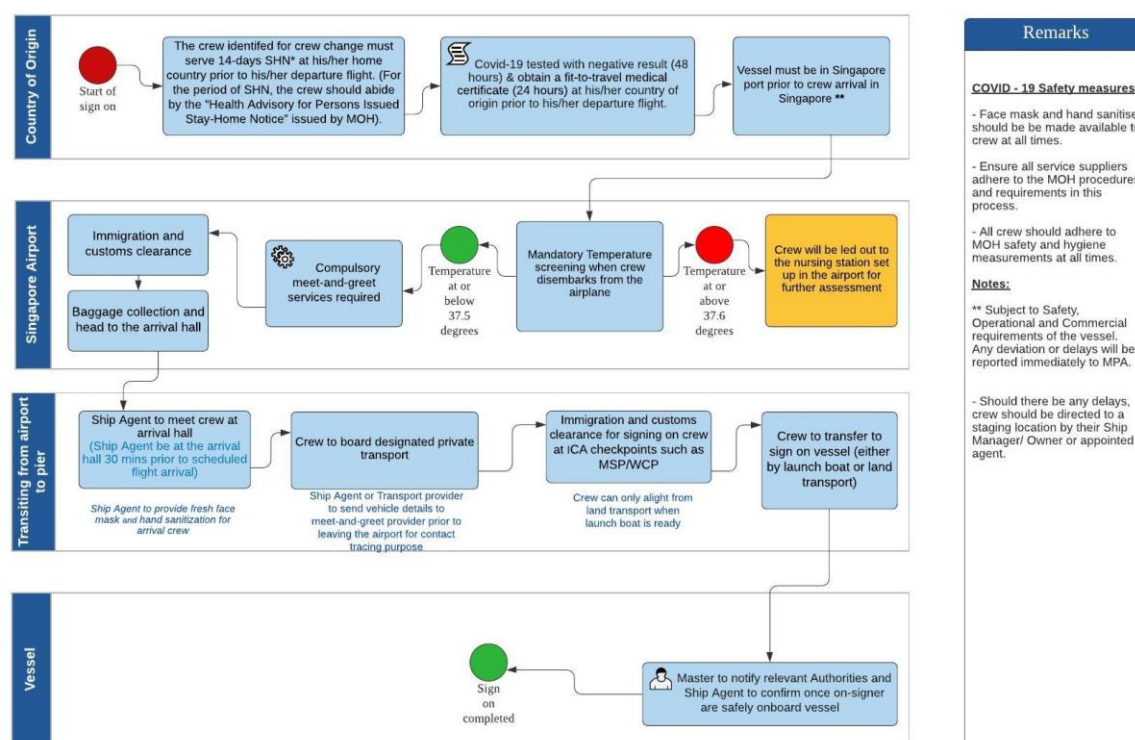 Country of Origin
Start of
sign on
The crew identifed for crew change must
serve 14-days SHN* at his/her home
country prior to his/her departure flight. (For
the period of SHN, the crew should abide
by the "Health Advisory for Persons Issued
Stay-Home Notice" issued by MOH).
Covid-19 tested with negative result (48
hours) & obtain a fit-to-travel medical
certificate (24 hours) at his/her country of
origin prior to his/her departure flight.
Vessel must be in Singapore
port prior to crew arrival in
Singapore **
Singapore Airport
Immigration and
customs clearance
Baggage collection and
head to the arrival hall
Compulsory
meet-and-greet
services required
Temperature
at or
below
37.5
degrees
Mandatory Temperature
screening when crew
disembarks from the
airplane
Temperature
at or
above
37.6
degrees
Crew will be led out to
the nursing station set
up in the airport for
further assessment
Transiting from airport
to pier
Ship Agent to meet crew at
arrival hall
(Ship Agent be at the arrival
hall 30 mins prior to scheduled
flight arrival)
Ship Agent to provide fresh face
mask and hand sanitization for
arrival crew
Crew to board designated private
transport
Ship Agent or Transport provider
to send vehicle details to
meet-and-greet provider prior to
leaving the airport for contact
tracing purpose
Immigration and customs
clearance for signing on crew
at ICA checkpoints such as
MSP/WCP
Crew can only alight from
land transport when
launch boat is ready
Crew to transfer to
sign on vessel (either
by launch boat or land
transport)
Vessel
Sign
on
completed
Master to notify relevant Authorities and
Ship Agent to confirm once on-signer
are safely onboard vessel
Remarks
COVID - 19 Safety measures
- Face mask and hand sanitise
should be be made available t
crew at all times.
- Ensure all service suppliers
adhere to the MOH procedures
and requirements in this
process.
- All crew should adhere to
MOH safety and hygiene
measurements at all times.
Notes:
** Subject to Safety,
Operational and Commercial
requirements of the vessel.
Any deviation or delays will be
reported immediately to MPA.
- Should there be any delays,
crew should be directed to a
staging location by their Ship
Manager/ Owner or appointed
agent.